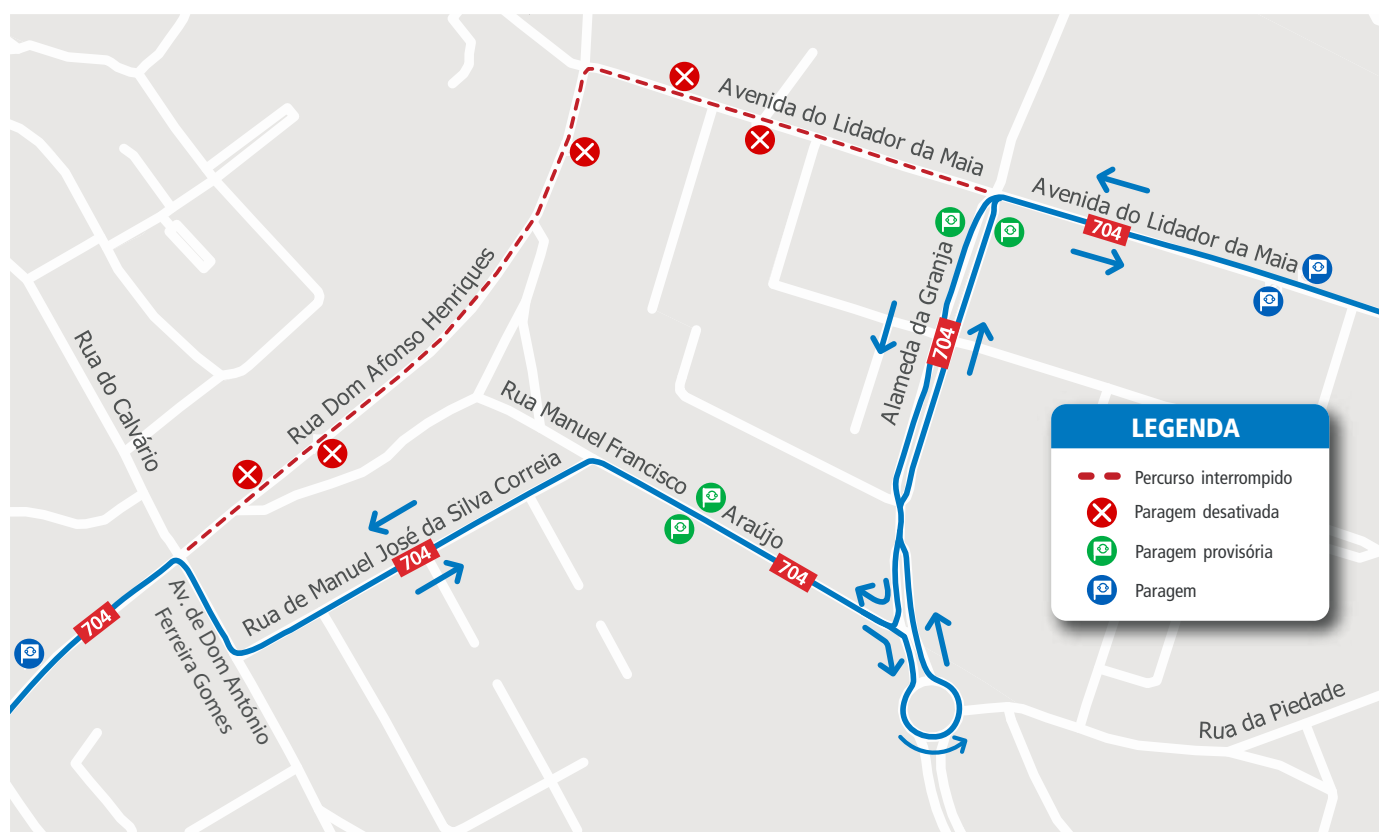 Avenida do Lidador da Maia
Avenida do Lidador da Maia
704
Alameda da Granja
704
Rua Dom Afonso Henriques
Rua do Calvário
Rua Manuel Francisco
Araújo
704
Rua de Manuel José da Silva Correia
704
704
Av. de Dom António
Ferreira Gomes
Rua da Piedade
LEGENDA
Percurso interrompido
Paragem desativada
Paragem provisória
Paragem